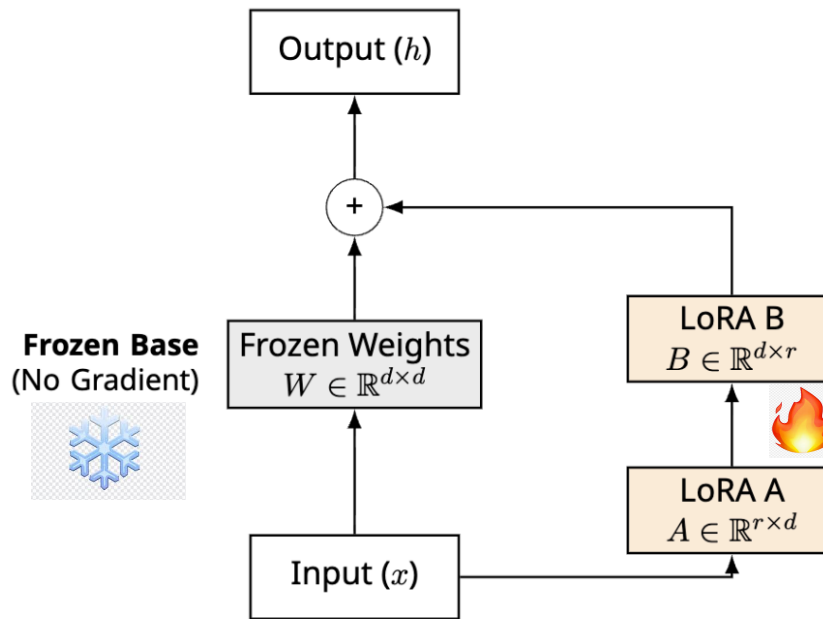 Output (h)
+
Frozen Base
(No Gradient)
Frozen Weights
W ∈ ℝ^{d×d}
LoRA B
B ∈ ℝ^{d×r}
LoRA A
A ∈ ℝ^{r×d}
Input (x)